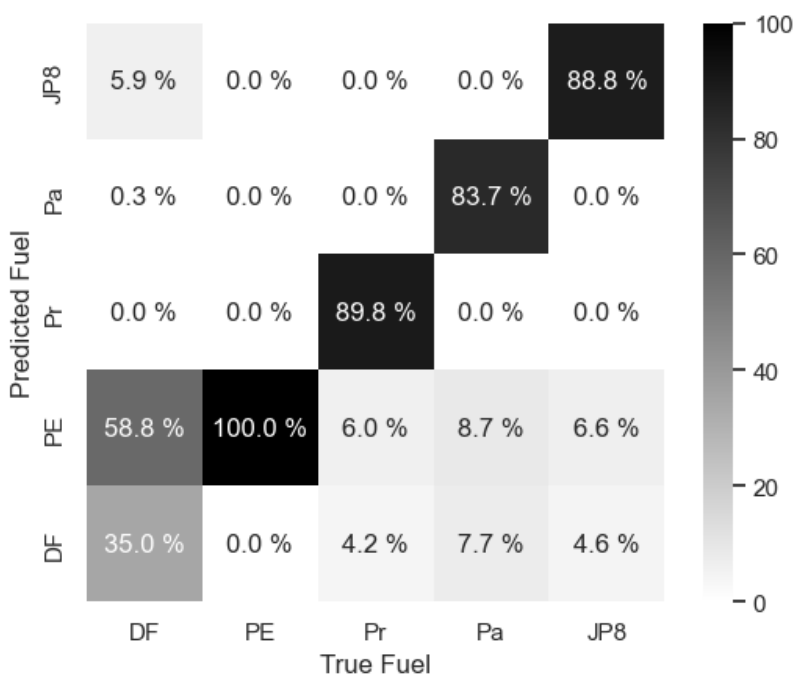 100
JP8 5.9 % 0.0 % 0.0 % 0.0 % 88.8 %
80
Pa 0.3 % 0.0 % 0.0 % 83.7 % 0.0 %
60
Predicted Fuel
Pr 0.0 % 0.0 % 89.8 % 0.0 % 0.0 %
40
PE 58.8 % 100.0 % 6.0 % 8.7 % 6.6 %
20
DF 35.0 % 0.0 % 4.2 % 7.7 % 4.6 %
0
DF PE Pr Pa JP8
True Fuel